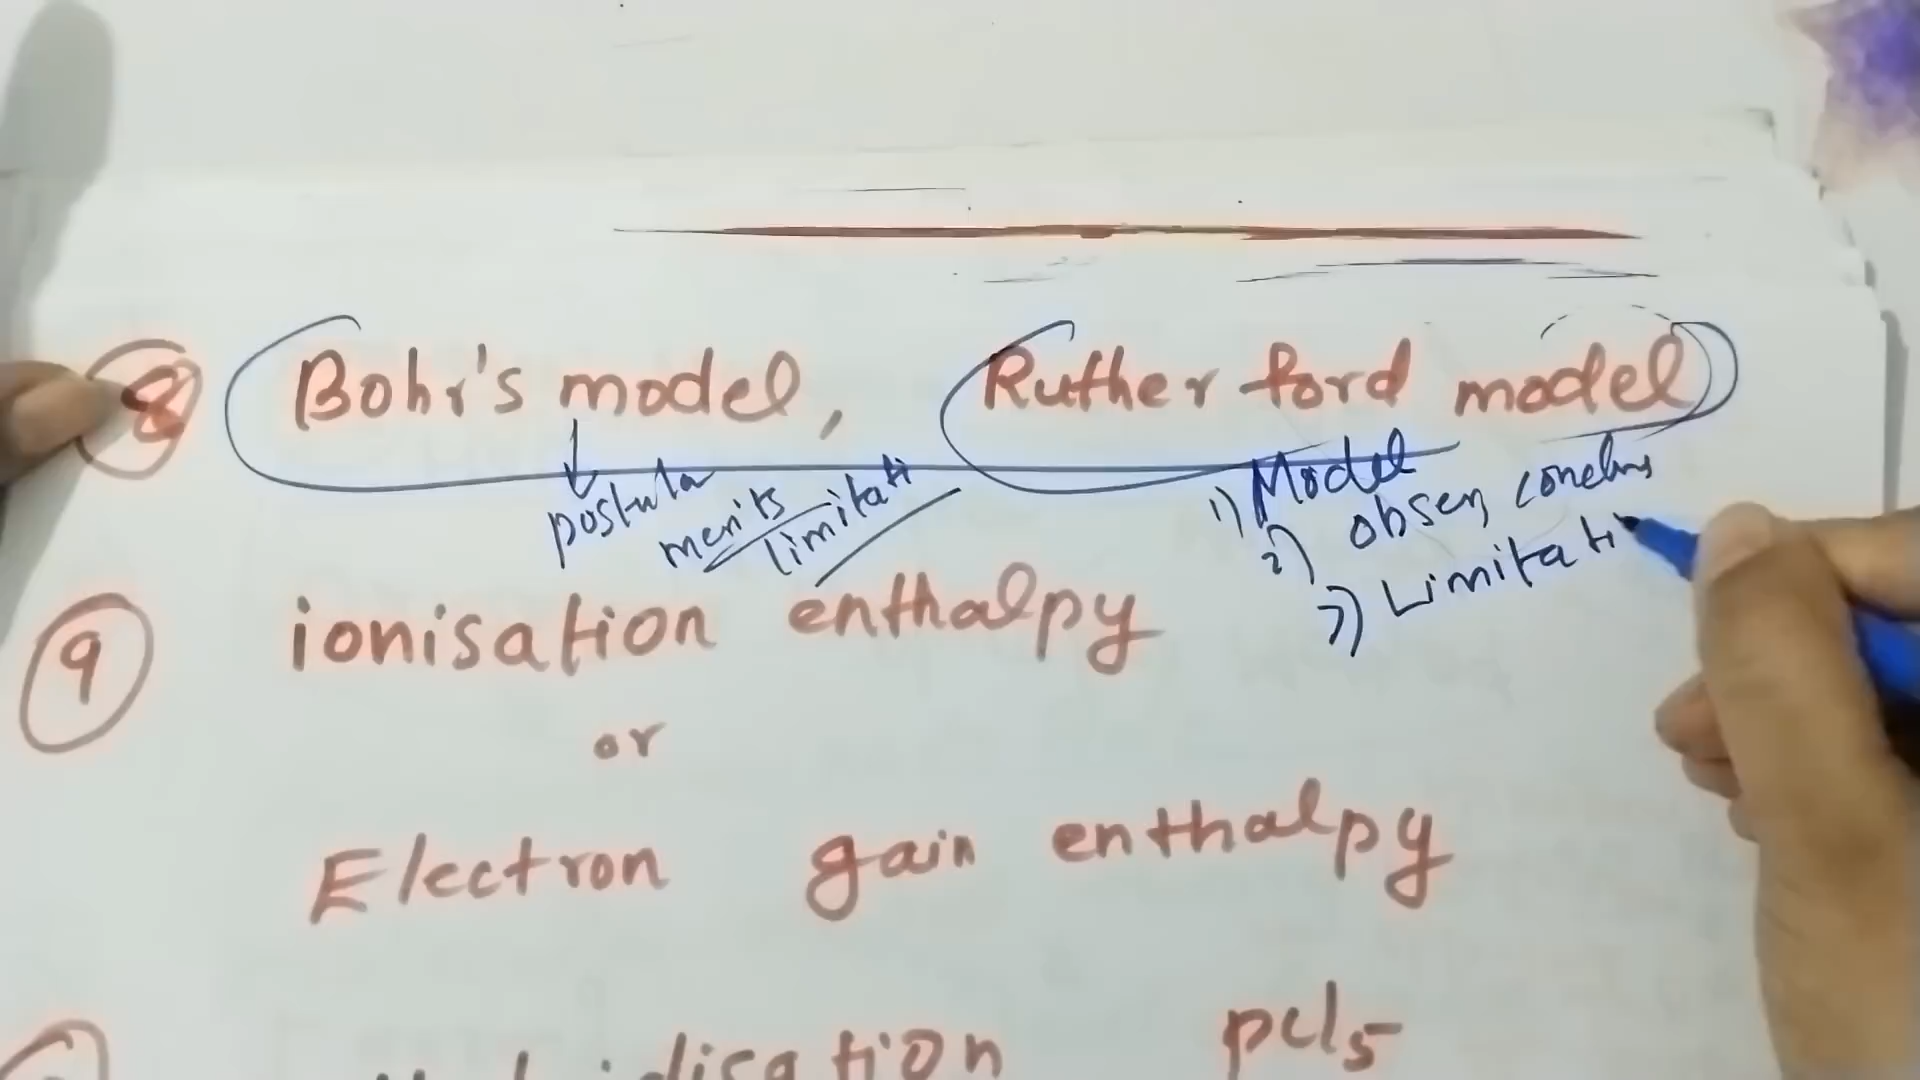 8 Bohr's model, Rutherford model
postula
merits
limitati
1) Model
2) obser, conclus
3) Limitati
9 ionisation enthalpy
or
Electron gain enthalpy
pcl5